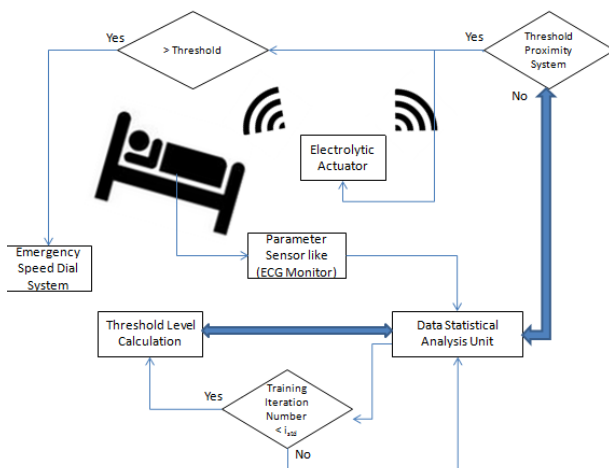 Yes
> Threshold
Yes
Threshold
Proximity
System
No
Electrolytic
Actuator
Emergency
Speed Dial
System
Parameter
Sensor like
(ECG Monitor)
Threshold Level
Calculation
Data Statistical
Analysis Unit
Yes
Training
Iteration
Number
< i
No